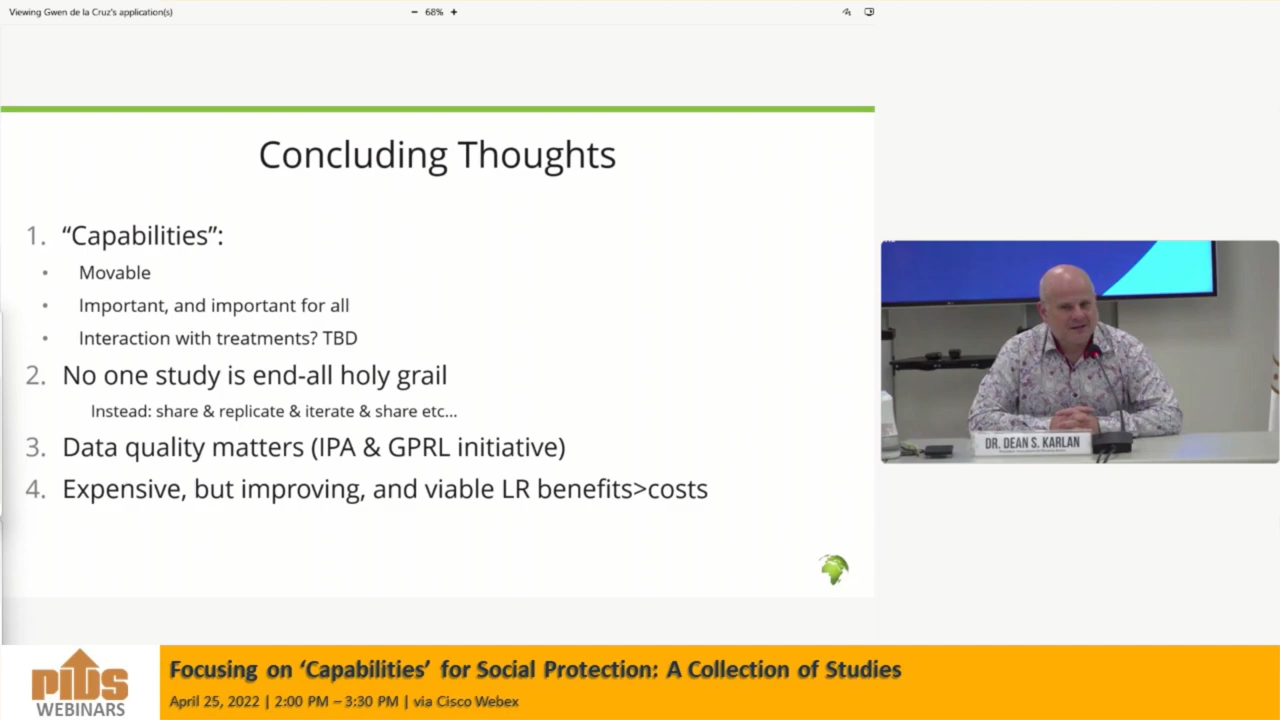 Viewing Gwen de la Cruz's application(s)
68%
Concluding Thoughts
1. “Capabilities”:
• Movable
• Important, and important for all
• Interaction with treatments? TBD
2. No one study is end-all holy grail
Instead: share & replicate & iterate & share etc...
3. Data quality matters (IPA & GPRL initiative)
4. Expensive, but improving, and viable LR benefits>costs
DR. DEAN S. KARLAN
PIDS
WEBINARS
Focusing on ‘Capabilities’ for Social Protection: A Collection of Studies
April 25, 2022 | 2:00 PM – 3:30 PM | via Cisco Webex